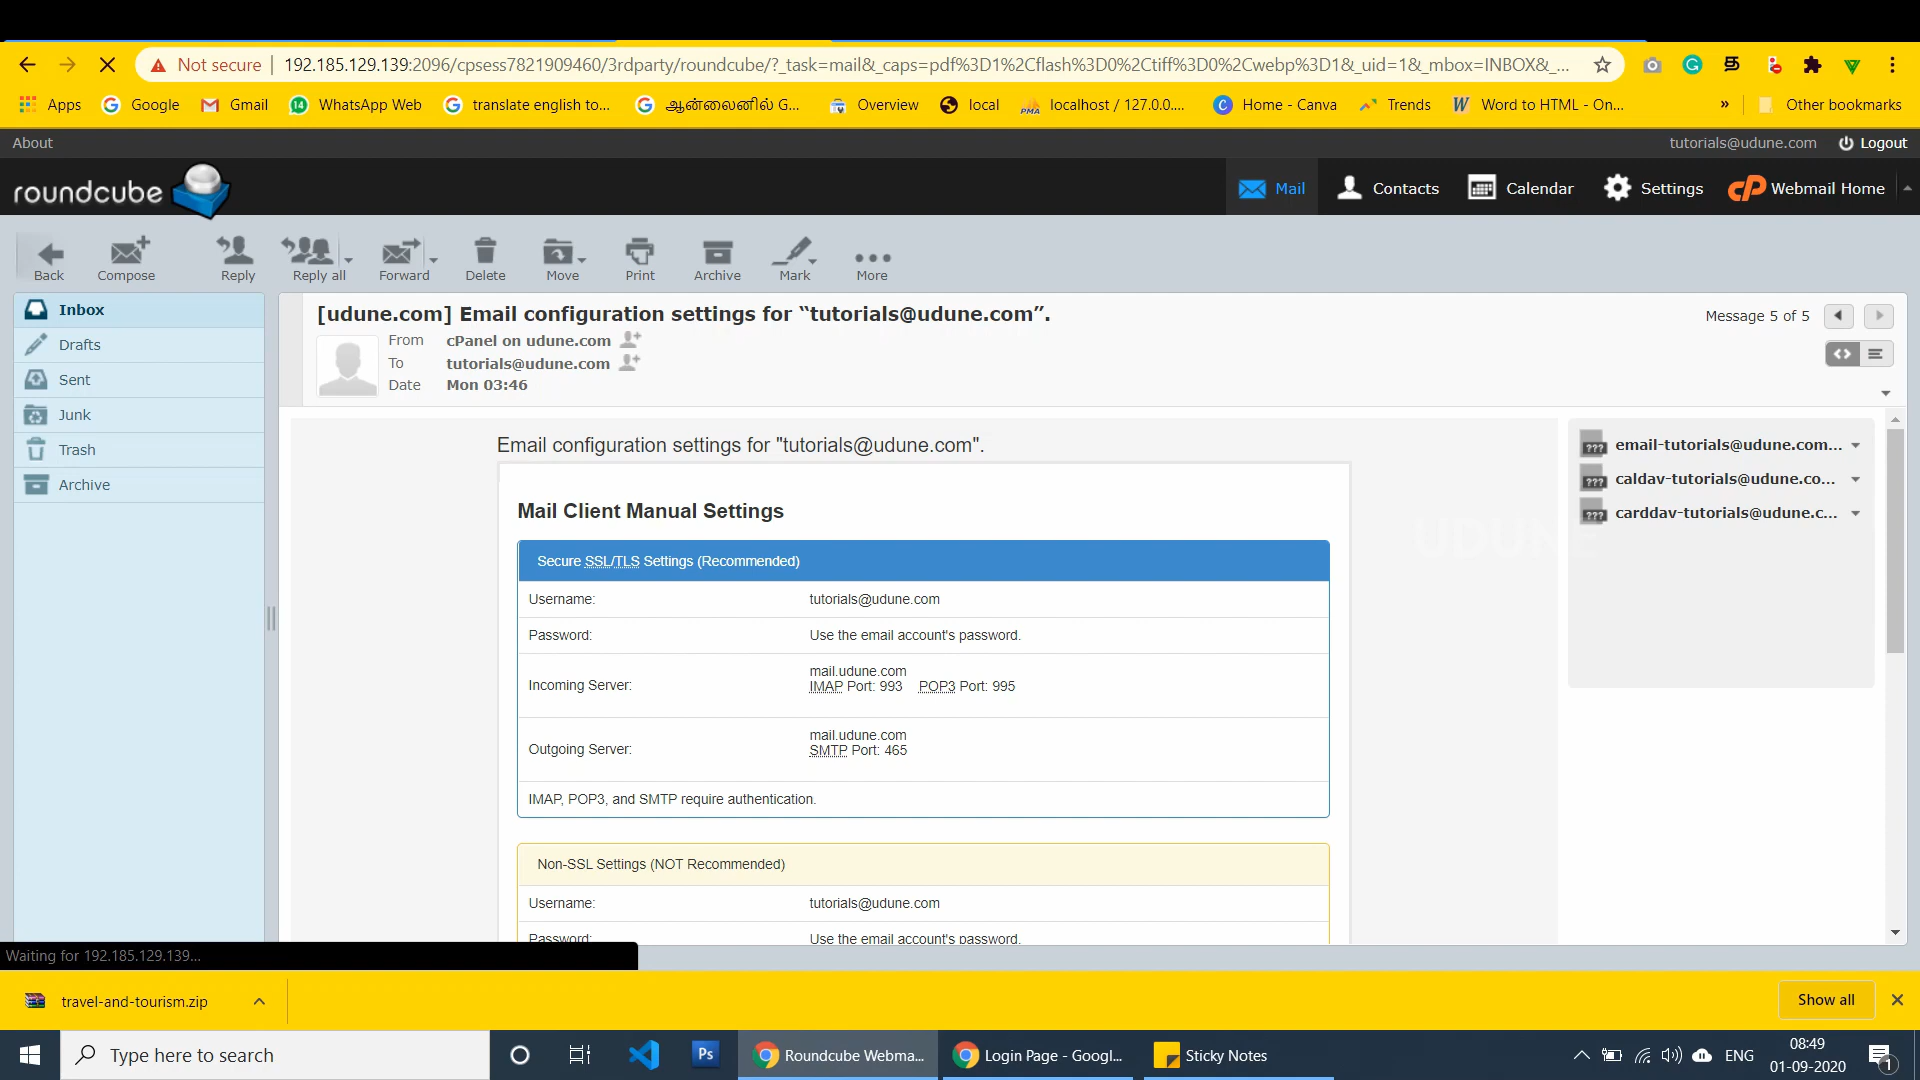 Not secure
192.185.129.139:2096/cpsess7821909460/3rdparty/roundcube/?_task=mail&_caps=pdf%3D1%2Cflash%3D0%2Ctiff%3D0%2Cwebp%3D1&_uid=1&_mbox=INBOX&_...
Apps Google Gmail 14 WhatsApp Web translate english to... ஆன்லைனில் G... Overview local PMA localhost / 127.0.0.... Home - Canva Trends Word to HTML - On... » Other bookmarks
About tutorials@udune.com Logout
roundcube Mail Contacts Calendar Settings cP Webmail Home
Back Compose Reply Reply all Forward Delete Move Print Archive Mark More
Inbox
Drafts
Sent
Junk
Trash
Archive
[udune.com] Email configuration settings for “tutorials@udune.com”.
Message 5 of 5
From cPanel on udune.com
To tutorials@udune.com
Date Mon 03:46
Email configuration settings for "tutorials@udune.com".
Mail Client Manual Settings
Secure SSL/TLS Settings (Recommended)
Username: tutorials@udune.com
Password: Use the email account's password.
Incoming Server: mail.udune.com
IMAP Port: 993 POP3 Port: 995
Outgoing Server: mail.udune.com
SMTP Port: 465
IMAP, POP3, and SMTP require authentication.
Non-SSL Settings (NOT Recommended)
Username: tutorials@udune.com
Password: Use the email account's password.
??? email-tutorials@udune.com...
??? caldav-tutorials@udune.co...
??? carddav-tutorials@udune.c...
UDUNE
Waiting for 192.185.129.139...
travel-and-tourism.zip
Show all
Type here to search
Ps
Roundcube Webma...
Login Page - Googl...
Sticky Notes
ENG
08:49
01-09-2020
1